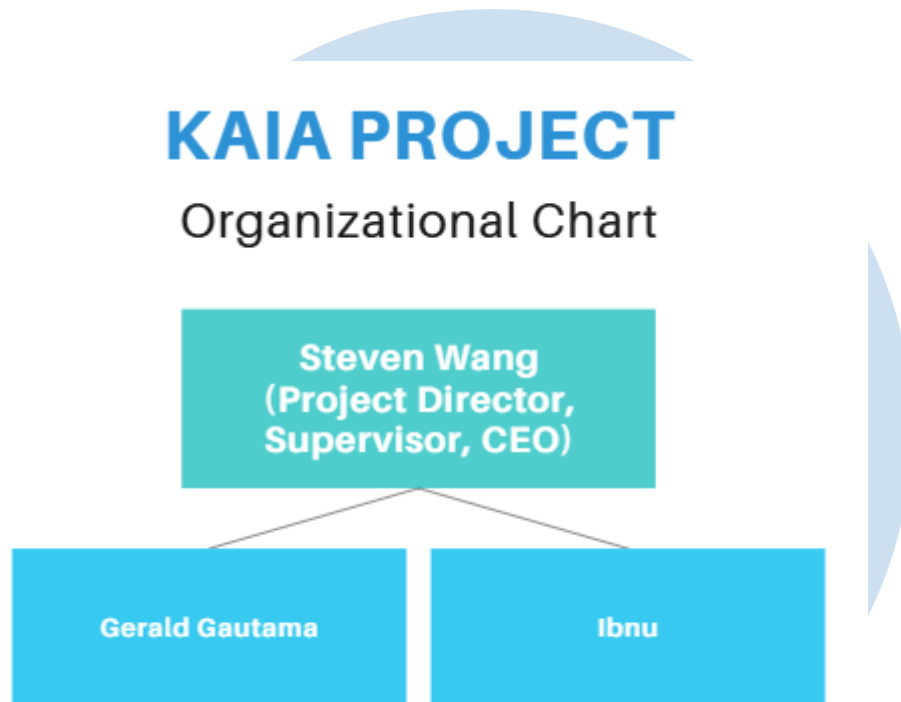 KAIA PROJECT
Organizational Chart
Steven Wang
(Project Director,
Supervisor, CEO)
Gerald Gautama
Ibnu